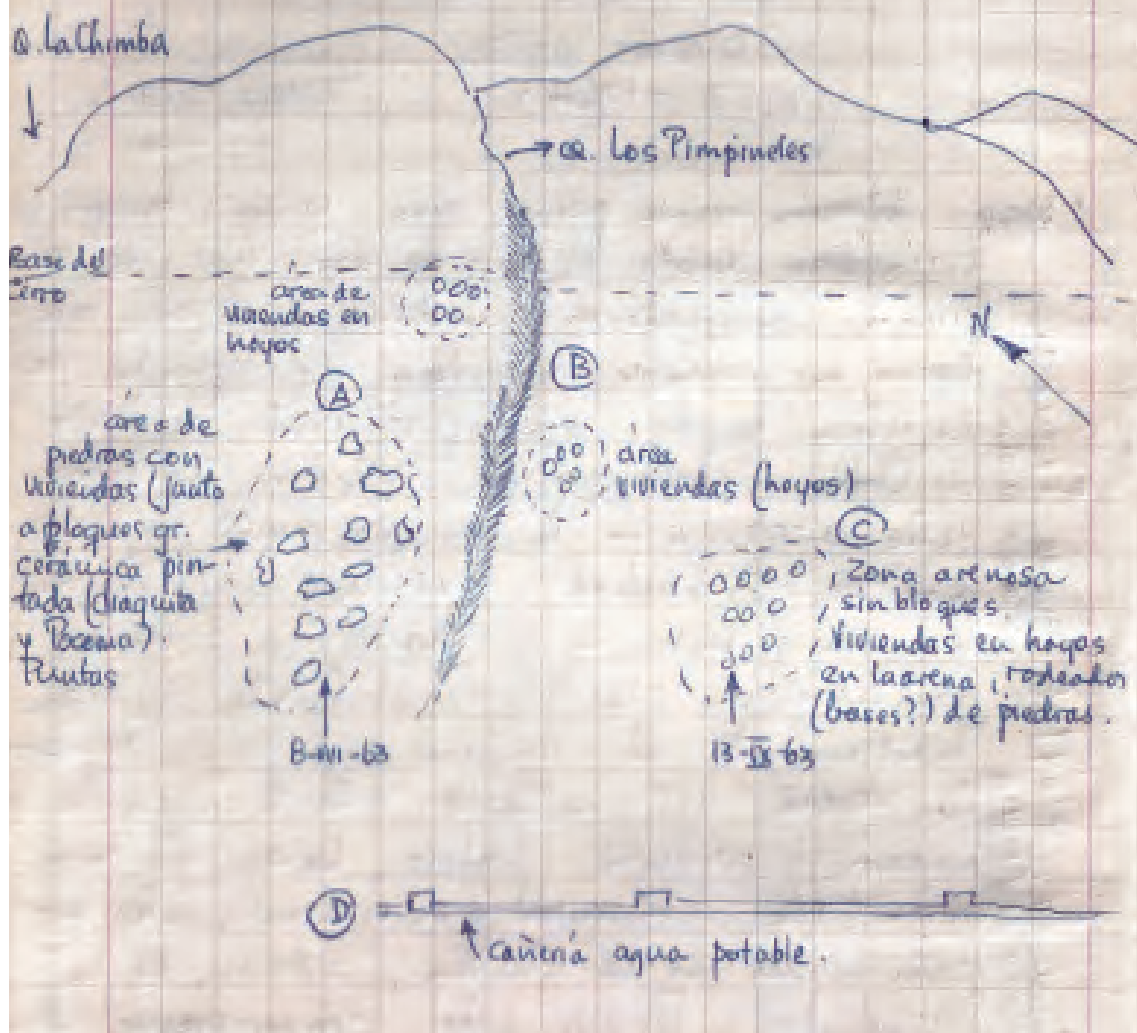 Q. La Chimba
→ Q. Los Pimpindes
Base del
Cerro
área de
viviendas en
hoyos
N
B
A
área de
piedras con
viviendas (junto
a bloques gr.
cerámica pin-
tada (diaguita
y Pocoma).
Puntas
área
viviendas (hoyos)
C
Zona arenosa
sin bloques.
Viviendas en hoyos
en la arena, rodeados
(bases?) de piedras.
13-IX-63
D
cañería agua potable.